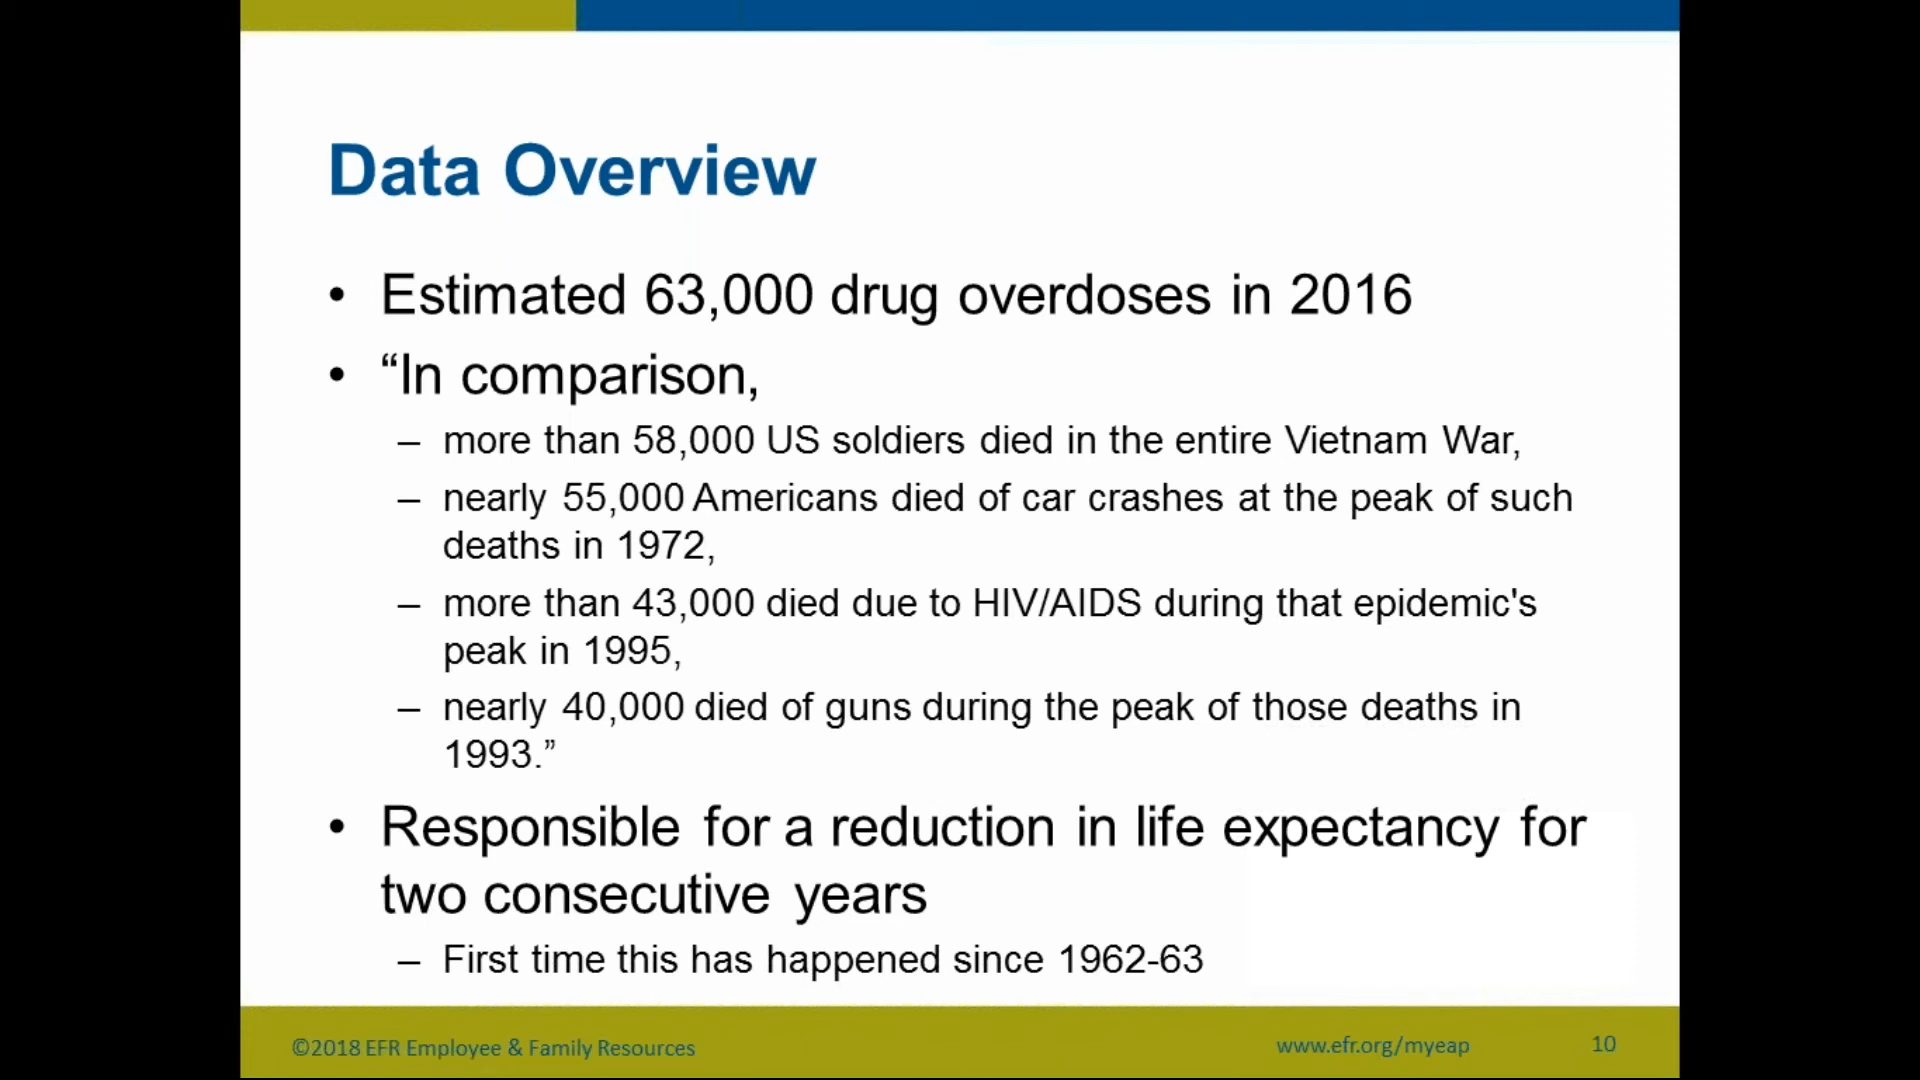 Data Overview
• Estimated 63,000 drug overdoses in 2016
• “In comparison,
– more than 58,000 US soldiers died in the entire Vietnam War,
– nearly 55,000 Americans died of car crashes at the peak of such
deaths in 1972,
– more than 43,000 died due to HIV/AIDS during that epidemic's
peak in 1995,
– nearly 40,000 died of guns during the peak of those deaths in
1993.”
• Responsible for a reduction in life expectancy for
two consecutive years
– First time this has happened since 1962-63
©2018 EFR Employee & Family Resources
www.efr.org/myeap
10